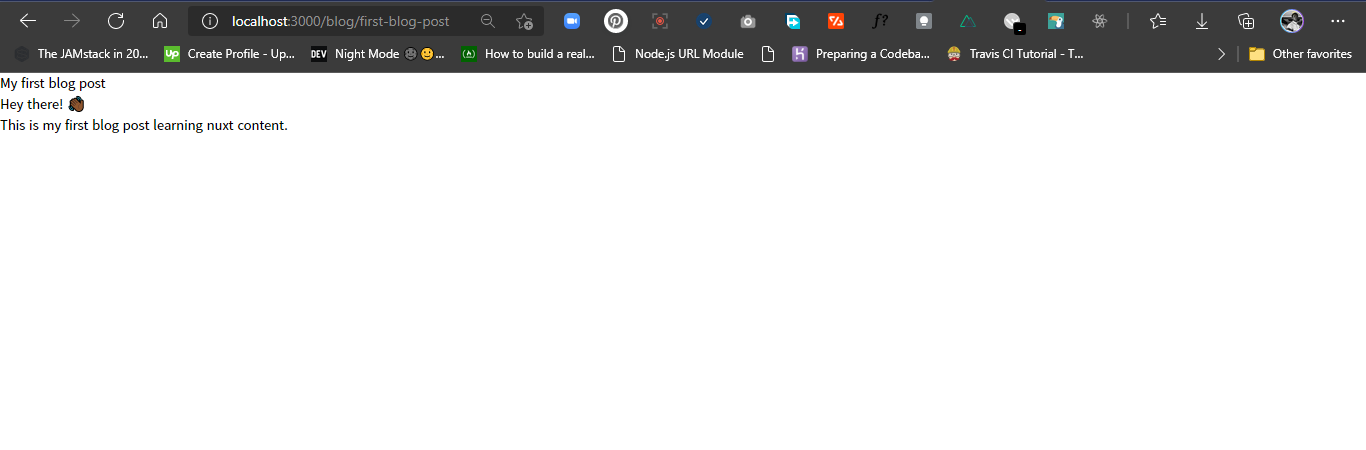 localhost:3000/blog/first-blog-post
f?
The JAMstack in 20...
Up
Create Profile - Up...
DEV
Night Mode 🌚🙂...
How to build a real...
Node.js URL Module
Preparing a Codeba...
Travis CI Tutorial - T...
Other favorites
My first blog post
Hey there! 👋🏾
This is my first blog post learning nuxt content.